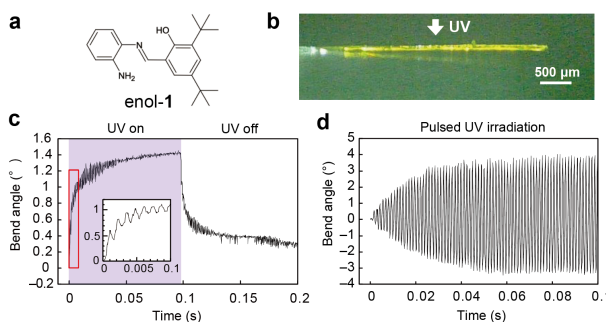 a
HO
N
NH₂
enol-1
b
UV
500 µm
c
UV on
UV off
Bend angle (°)
1.6
1.4
1.2
1
0.8
0.6
0.4
0.2
0
−0.2
1
0.5
0
0
0.005
0.1
0
0.05
0.1
0.15
0.2
Time (s)
d
Pulsed UV irradiation
Bend angle (°)
5
4
3
2
1
0
−1
−2
−3
−4
0
0.02
0.04
0.06
0.08
0.1
Time (s)